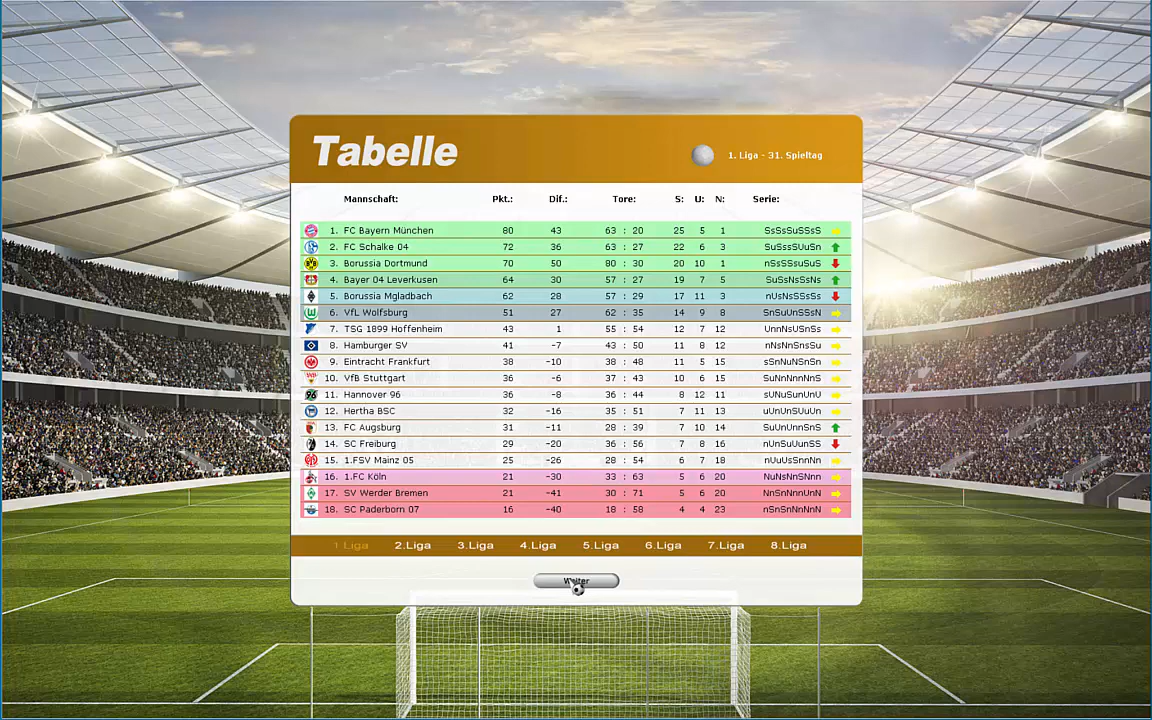 Tabelle
1. Liga - 31. Spieltag
Mannschaft: Pkt.: Dif.: Tore: S: U: N: Serie:
1. FC Bayern München 80 43 63 : 20 25 5 1 SsSsSuSSsS
2. FC Schalke 04 72 36 63 : 27 22 6 3 SuSssSUuSn
3. Borussia Dortmund 70 50 80 : 30 20 10 1 nSsSSsuSuS
4. Bayer 04 Leverkusen 64 30 57 : 27 19 7 5 SuSsNSsSNs
5. Borussia Mgladbach 62 28 57 : 29 17 11 3 nUsNsSSsSs
6. VfL Wolfsburg 51 27 62 : 35 14 9 8 SnSuUnSSsN
7. TSG 1899 Hoffenheim 43 1 55 : 54 12 7 12 UnnNsUSnSs
8. Hamburger SV 41 -7 43 : 50 11 8 12 nNsNnSnsSu
9. Eintracht Frankfurt 38 -10 38 : 48 11 5 15 sSnNuNSnSn
10. VfB Stuttgart 36 -6 37 : 43 10 6 15 SuNnNNnNnS
11. Hannover 96 36 -8 36 : 44 8 12 11 sUNuSunUnU
12. Hertha BSC 32 -16 35 : 51 7 11 13 uUnUnSUuUn
13. FC Augsburg 31 -11 28 : 39 7 10 14 SuUnUnnSnS
14. SC Freiburg 29 -20 36 : 56 7 8 16 nUnSuUunSS
15. 1.FSV Mainz 05 25 -26 28 : 54 6 7 18 nUuUsSnnNn
16. 1.FC Köln 21 -30 33 : 63 5 6 20 NuNsNnSNnn
17. SV Werder Bremen 21 -41 30 : 71 5 6 20 NnSnNNnUnN
18. SC Paderborn 07 16 -40 18 : 58 4 4 23 nSnSnNnNnN
1 Liga 2.Liga 3.Liga 4.Liga 5.Liga 6.Liga 7.Liga 8.Liga
Weiter